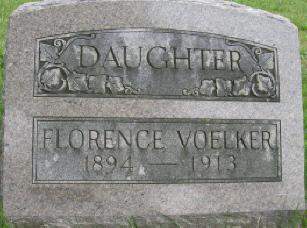 DAUGHTER
FLORENCE VOELKER
1894 — 1913